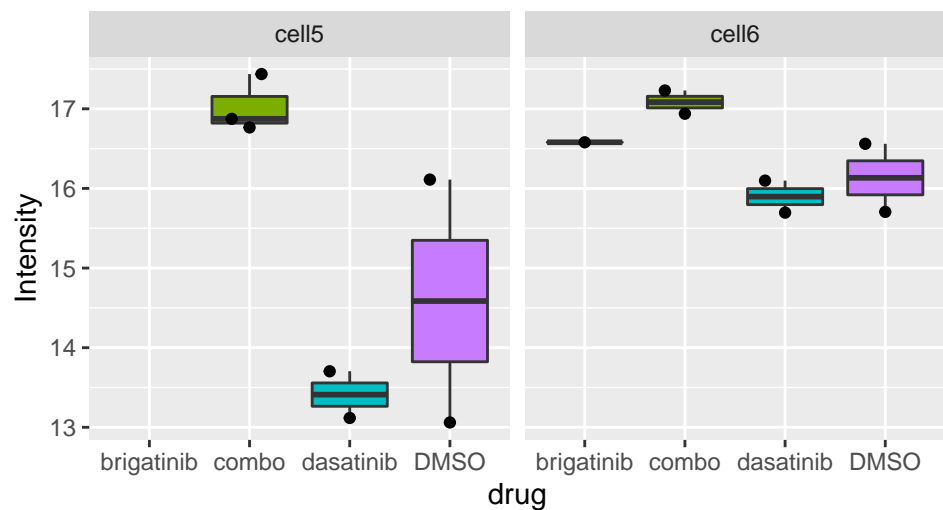 cell5 cell6
17
16
15
14
13
Intensity
brigatinib combo dasatinib DMSO brigatinib combo dasatinib DMSO
drug